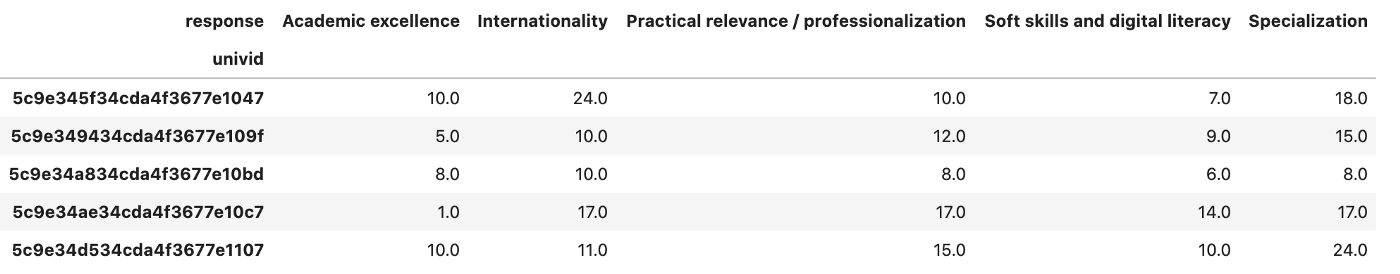 response Academic excellence Internationality Practical relevance / professionalization Soft skills and digital literacy Specialization
univid
5c9e345f34cda4f3677e1047 10.0 24.0 10.0 7.0 18.0
5c9e349434cda4f3677e109f 5.0 10.0 12.0 9.0 15.0
5c9e34a834cda4f3677e10bd 8.0 10.0 8.0 6.0 8.0
5c9e34ae34cda4f3677e10c7 1.0 17.0 17.0 14.0 17.0
5c9e34d534cda4f3677e1107 10.0 11.0 15.0 10.0 24.0